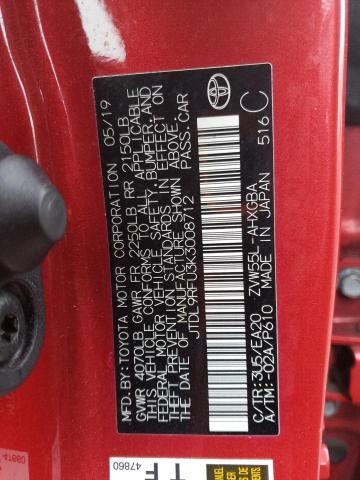 MFD.BY:TOYOTA MOTOR CORPORATION 05/19
GVWR 4070LB GAWR FR 2250LB RR 2150LB
THIS VEHICLE CONFORMS TO ALL APPLICABLE
FEDERAL MOTOR VEHICLE SAFETY, BUMPER, AND
THEFT PREVENTION STANDARDS IN EFFECT ON
THE DATE OF MANUFACTURE SHOWN ABOVE.
JTDL9RFU3K3008712 PASS.CAR
C/TR:3U5/EA20 ZVW55L-AHXGBA
A/TM:-02A/P610 MADE IN JAPAN 516 C
47860